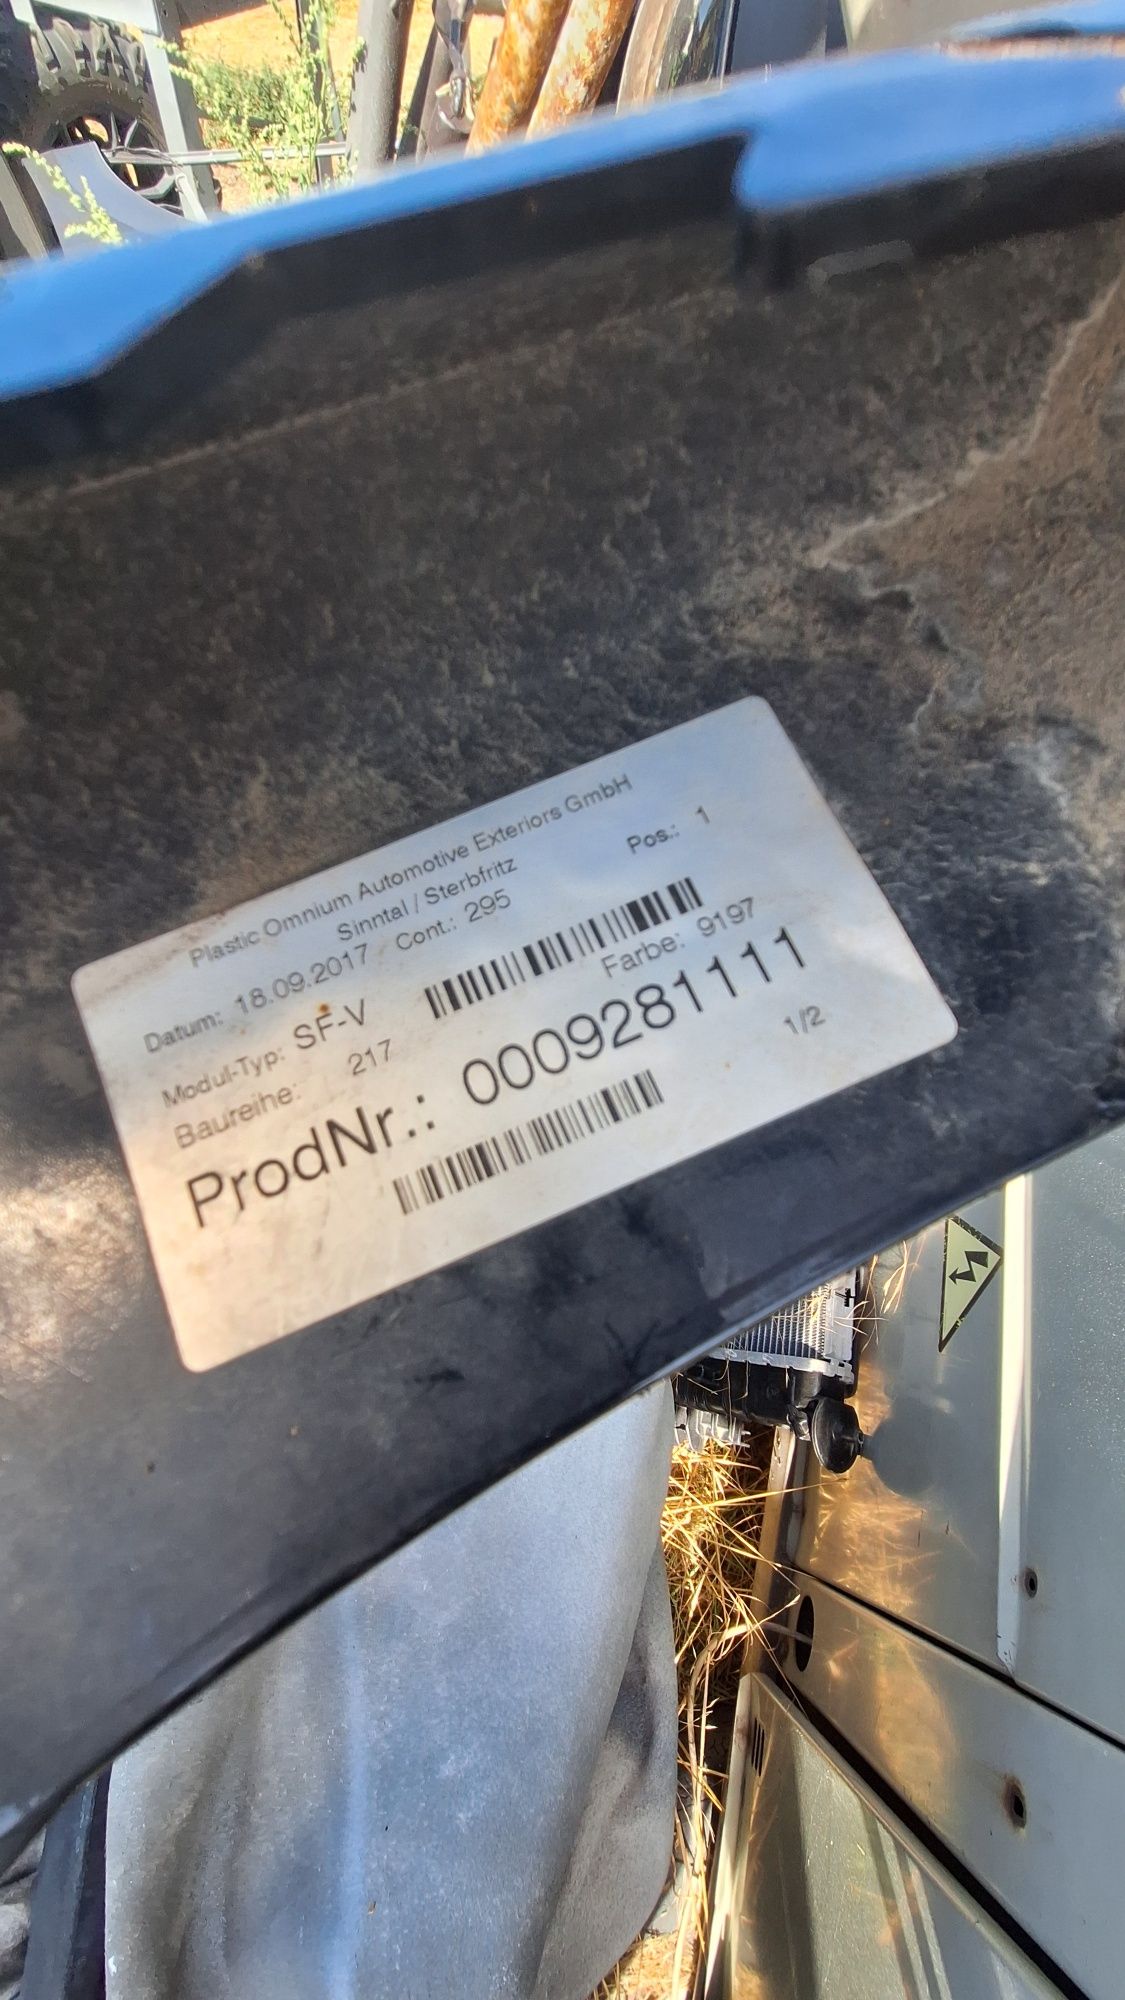 Plastic Omnium Automotive Exteriors GmbH
Sinntal / Sterbfritz
Datum: 18.09.2017 Cont.: 295 Pos.: 1
Modul-Typ: SF-V
Baureihe: 217 Farbe: 9197
ProdNr.: 0009281111
1/2